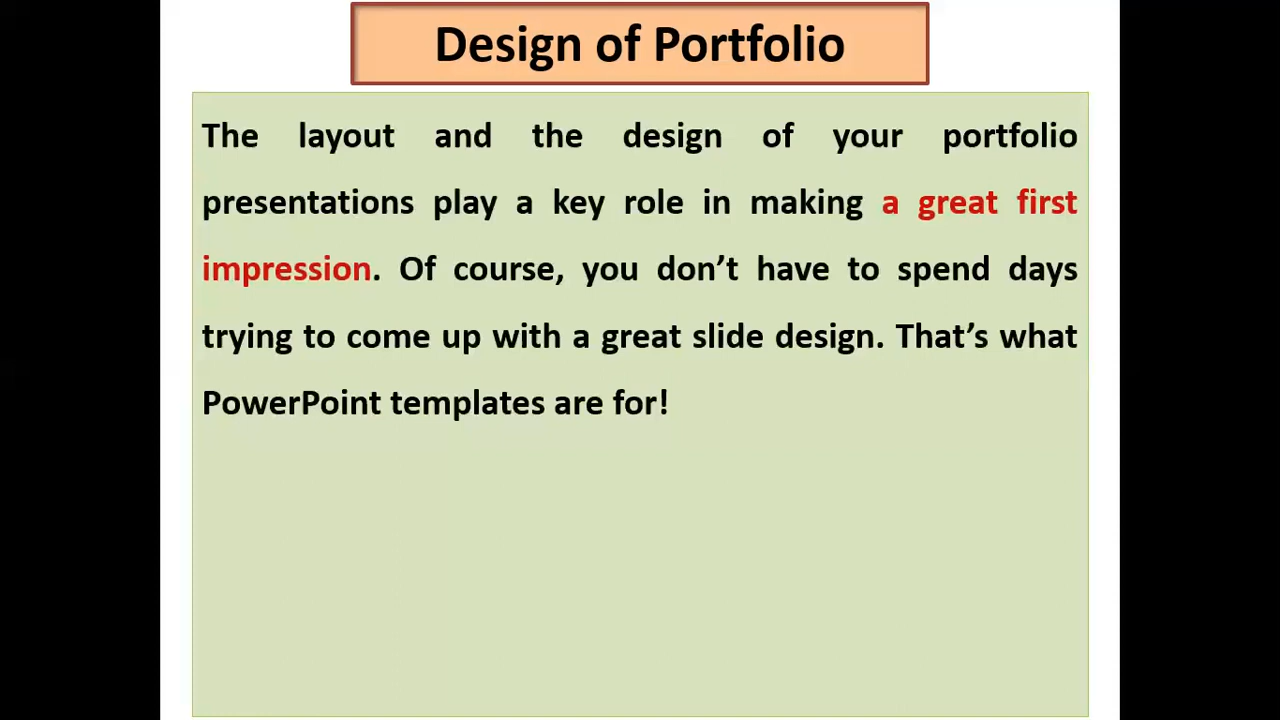 Design of Portfolio
The layout and the design of your portfolio
presentations play a key role in making a great first
impression. Of course, you don’t have to spend days
trying to come up with a great slide design. That’s what
PowerPoint templates are for!